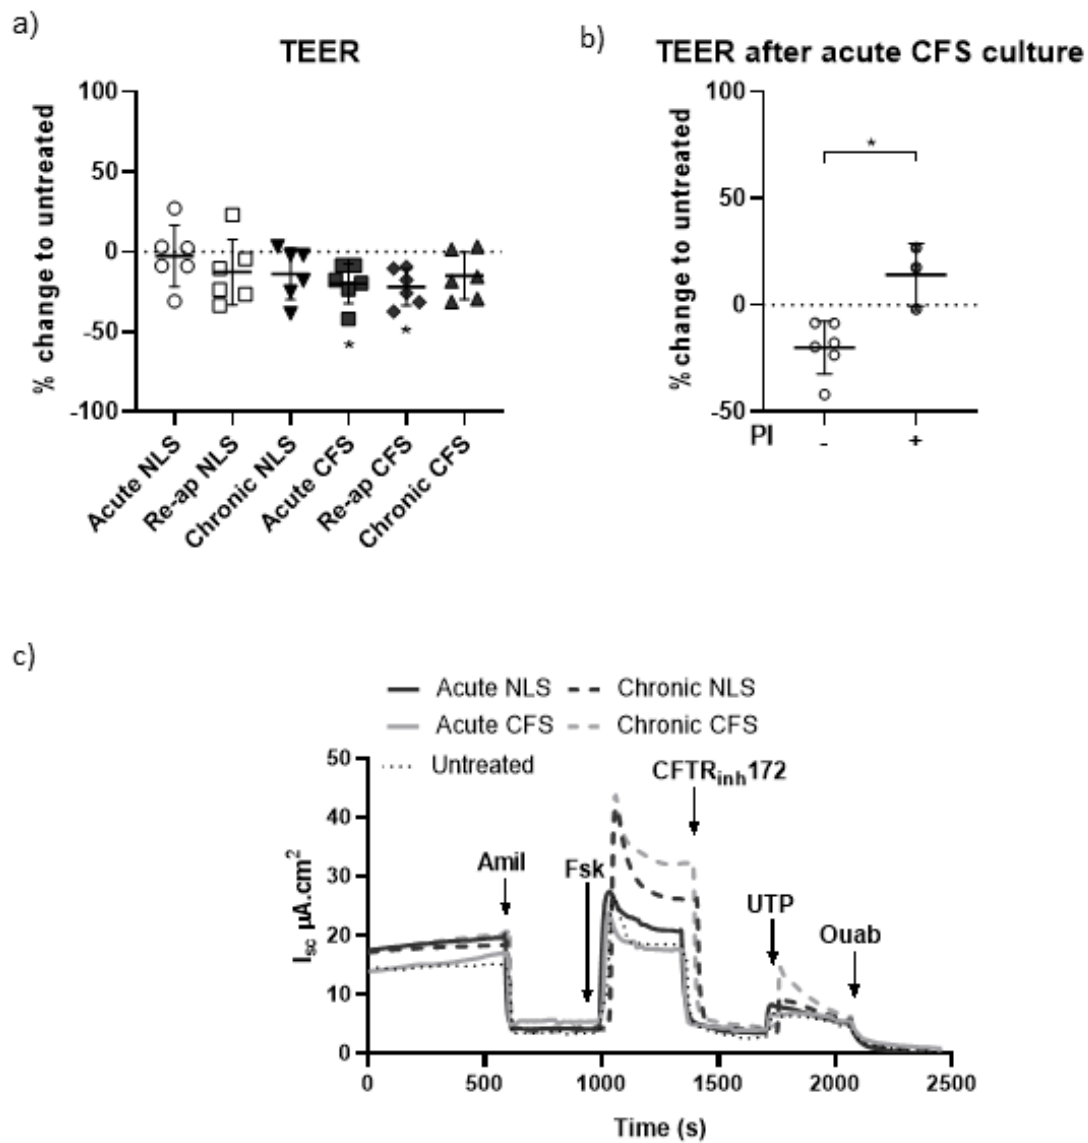 a)
TEER
% change to untreated
100
50
0
-50
-100
*
*
Acute NLS
Re-ap NLS
Chronic NLS
Acute CFS
Re-ap CFS
Chronic CFS
b)
TEER after acute CFS culture
% change to untreated
100
50
0
-50
*
PI - +
c)
Acute NLS Chronic NLS
Acute CFS Chronic CFS
Untreated
CFTRinh172
Amil
Fsk
UTP
Ouab
Isc µA.cm2
50
40
30
20
10
0
0 500 1000 1500 2000 2500
Time (s)